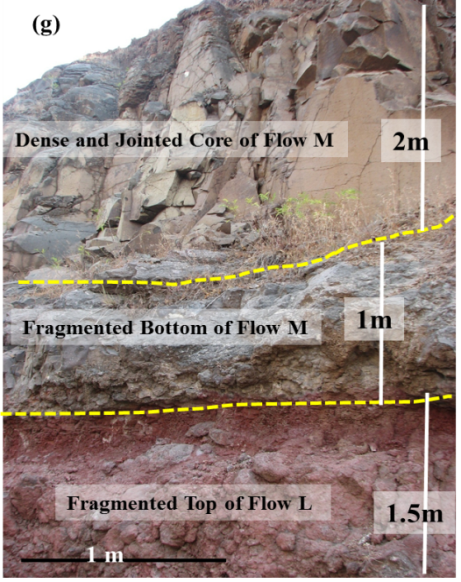 (g)
Dense and Jointed Core of Flow M
2m
Fragmented Bottom of Flow M
1m
Fragmented Top of Flow L
1.5m
1 m